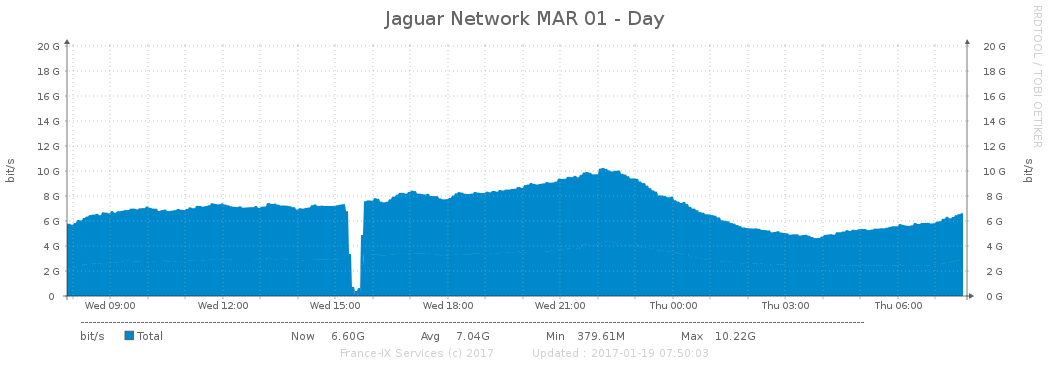 Jaguar Network MAR 01 - Day
RRDTOOL / TOBI OETIKER
bit/s
bit/s
20 G 20 G
18 G 18 G
16 G 16 G
14 G 14 G
12 G 12 G
10 G 10 G
8 G 8 G
6 G 6 G
4 G 4 G
2 G 2 G
0 0 G
Wed 09:00 Wed 12:00 Wed 15:00 Wed 18:00 Wed 21:00 Thu 00:00 Thu 03:00 Thu 06:00
bit/s Total Now 6.60G Avg 7.04G Min 379.61M Max 10.22G
France-IX Services (c) 2017 Updated : 2017-01-19 07:50:03